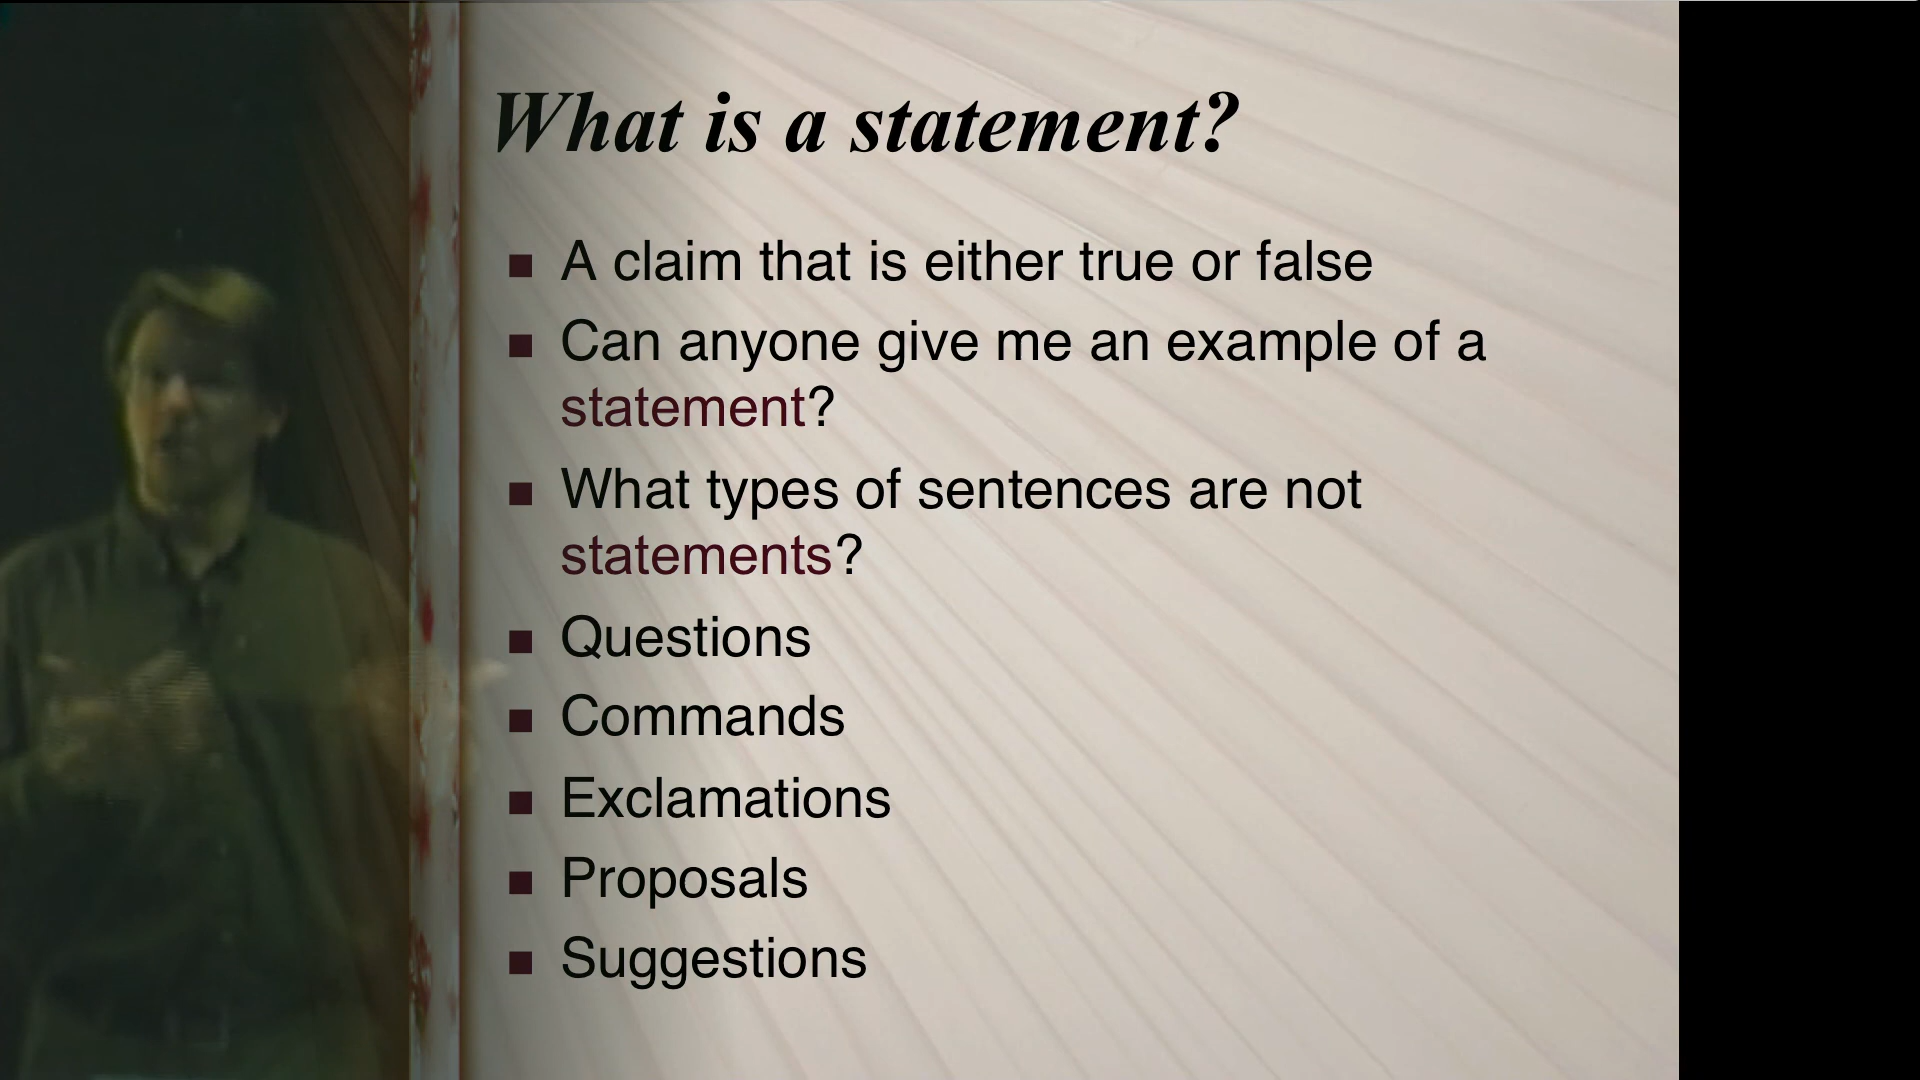 What is a statement?
A claim that is either true or false
Can anyone give me an example of a
statement?
What types of sentences are not
statements?
Questions
Commands
Exclamations
Proposals
Suggestions